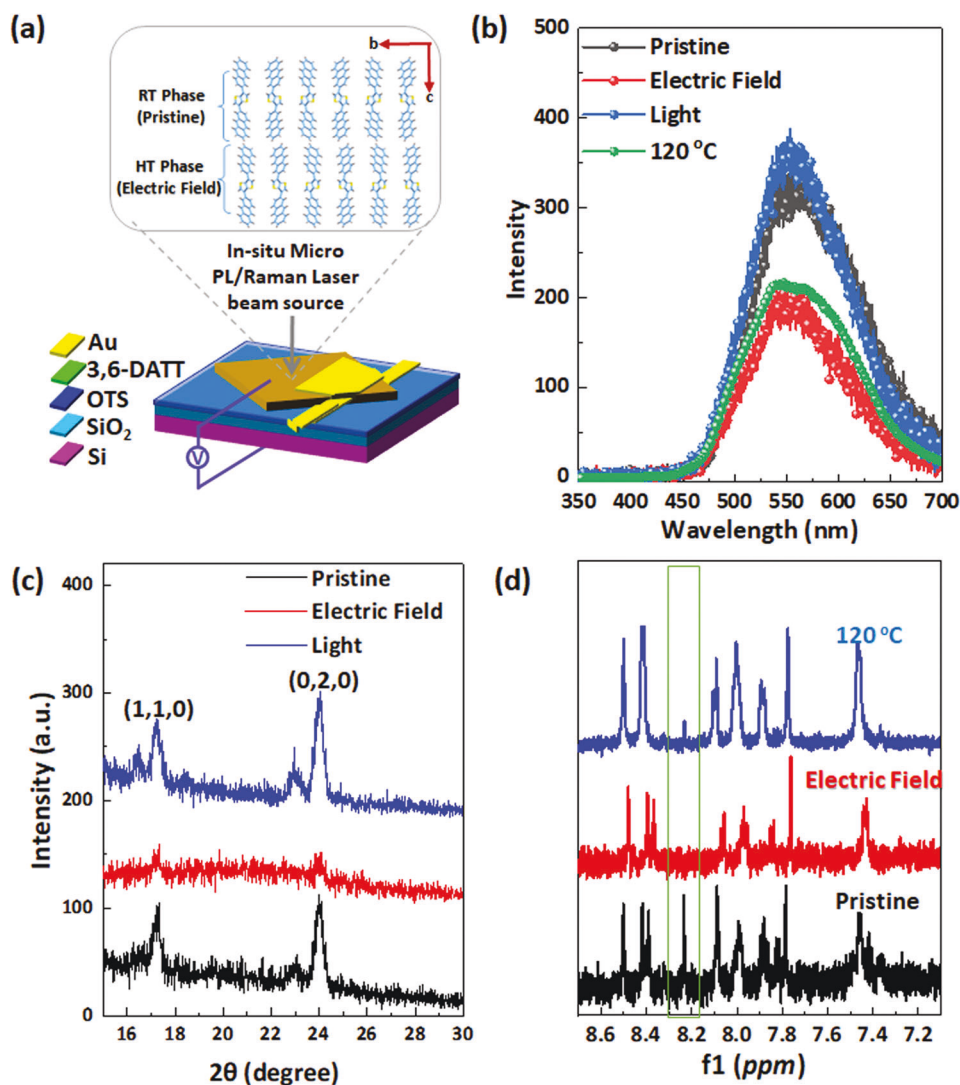 (a)
b
c
RT Phase
(Pristine)
HT Phase
(Electric Field)
In-situ Micro
PL/Raman Laser
beam source
Au
3,6-DATT
OTS
SiO₂
Si
V
(b)
500
400
300
200
100
0
Intensity
Pristine
Electric Field
Light
120 °C
350 400 450 500 550 600 650 700
Wavelength (nm)
(c)
400
300
200
100
0
Intensity (a.u.)
Pristine
Electric Field
Light
(1,1,0)
(0,2,0)
16 18 20 22 24 26 28 30
2θ (degree)
(d)
120 °C
Electric Field
Pristine
8.6 8.4 8.2 8.0 7.8 7.6 7.4 7.2
f1 (ppm)